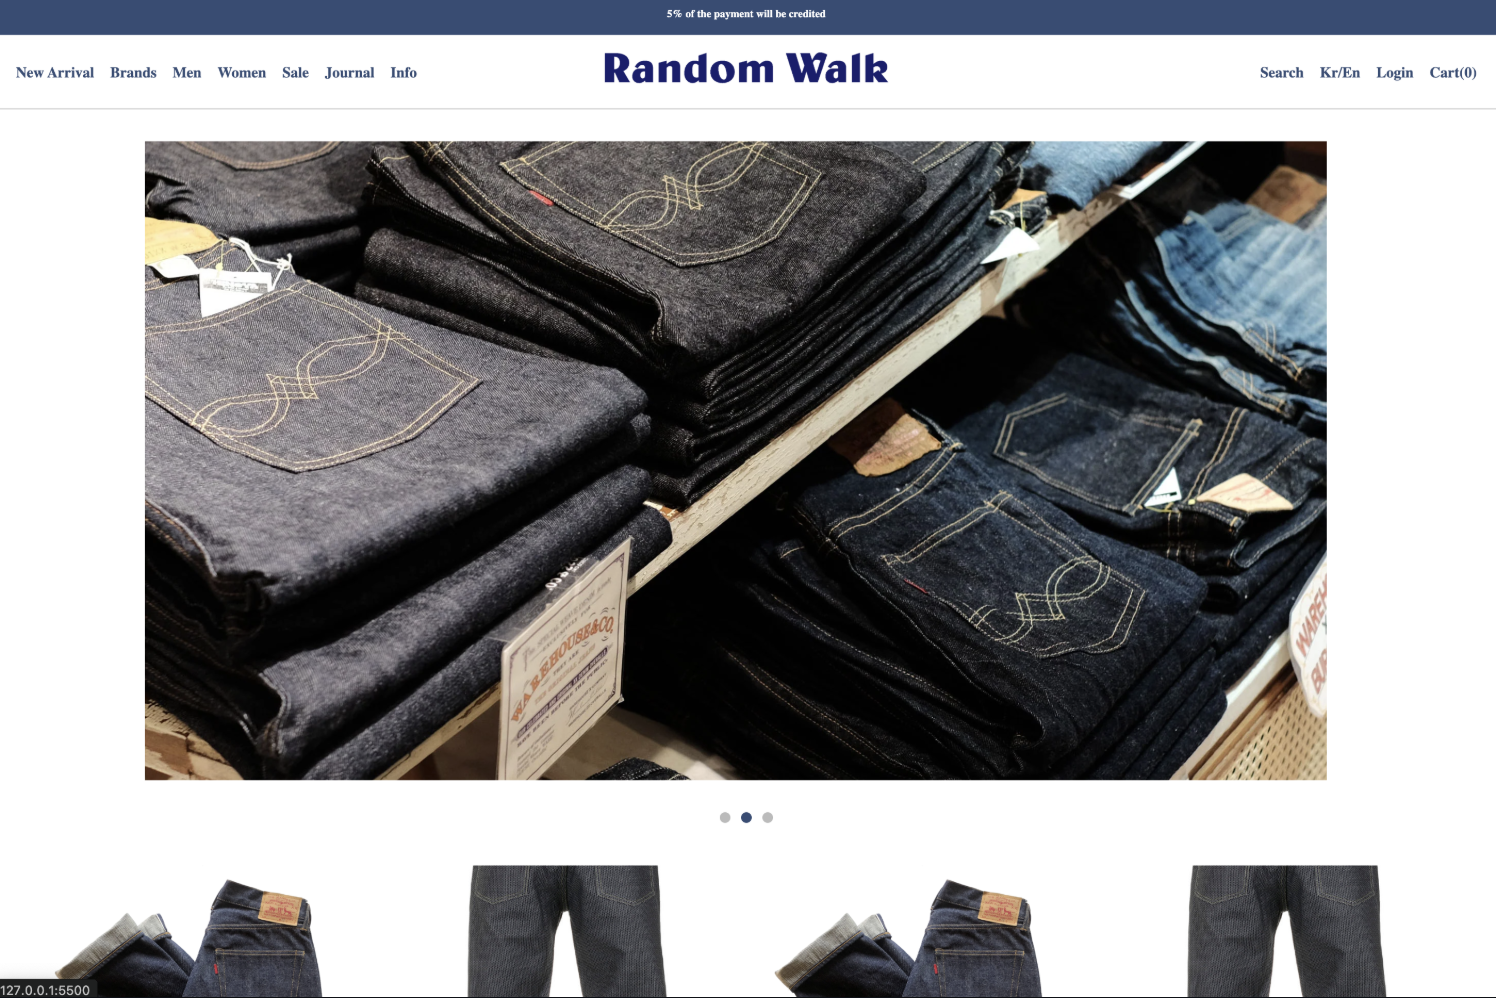 5% of the payment will be credited
New Arrival Brands Men Women Sale Journal Info
Random Walk
Search Kr/En Login Cart(0)
WAREHOUSE&CO.
127.0.0.1:5500